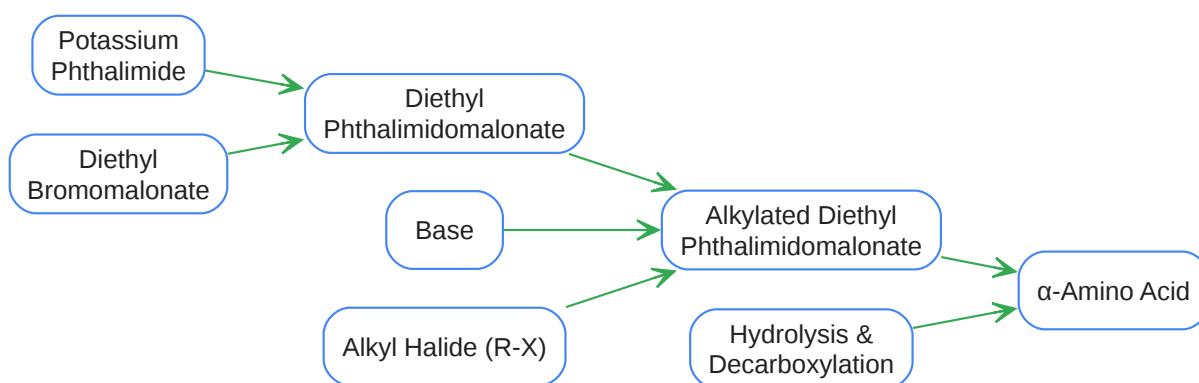 Potassium
Phthalimide
Diethyl
Bromomalonate
Diethyl
Phthalimidomalonate
Base
Alkyl Halide (R-X)
Alkylated Diethyl
Phthalimidomalonate
Hydrolysis &
Decarboxylation
α-Amino Acid